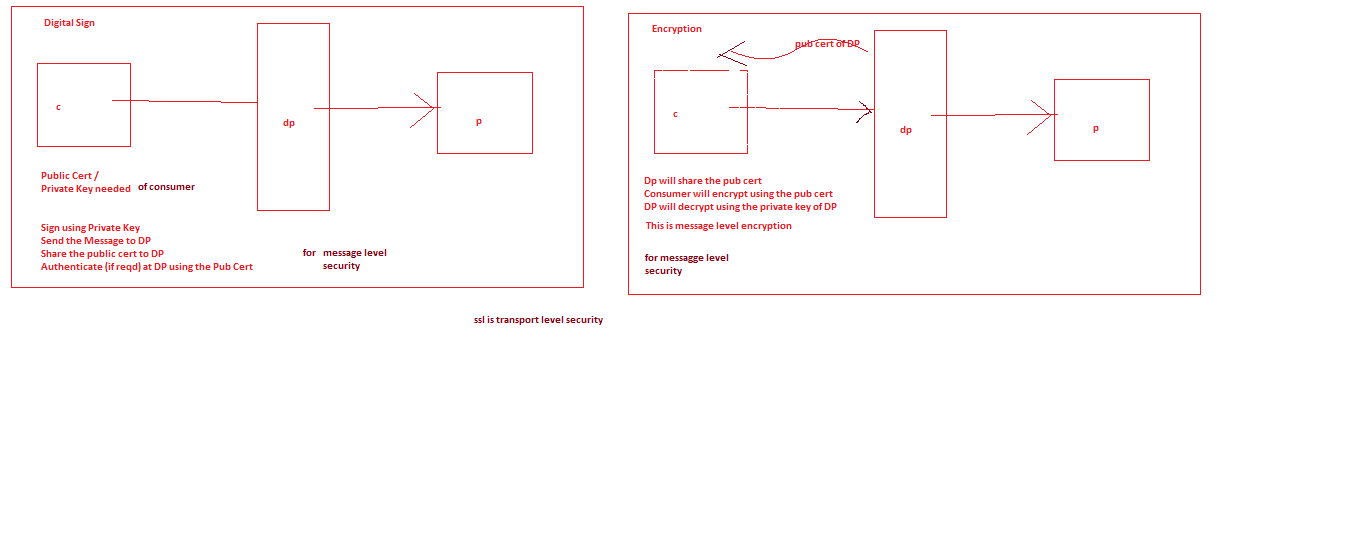 Digital Sign
c
dp
p
Public Cert /
Private Key needed of consumer
Sign using Private Key
Send the Message to DP
Share the public cert to DP
Authenticate (if reqd) at DP using the Pub Cert
for message level
security
Encryption
pub cert of DP
c
dp
p
Dp will share the pub cert
Consumer will encrypt using the pub cert
DP will decrypt using the private key of DP
This is message level encryption
for messagge level
security
ssl is transport level security